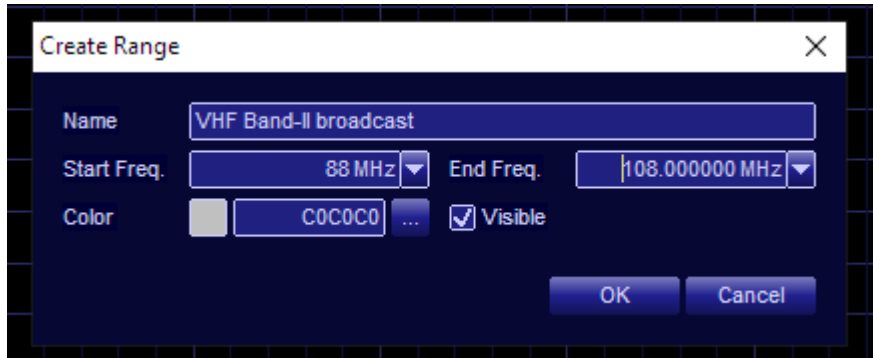 Create Range
Name VHF Band-II broadcast
Start Freq. 88 MHz End Freq. 108.000000 MHz
Color C0C0C0 ... Visible
OK Cancel